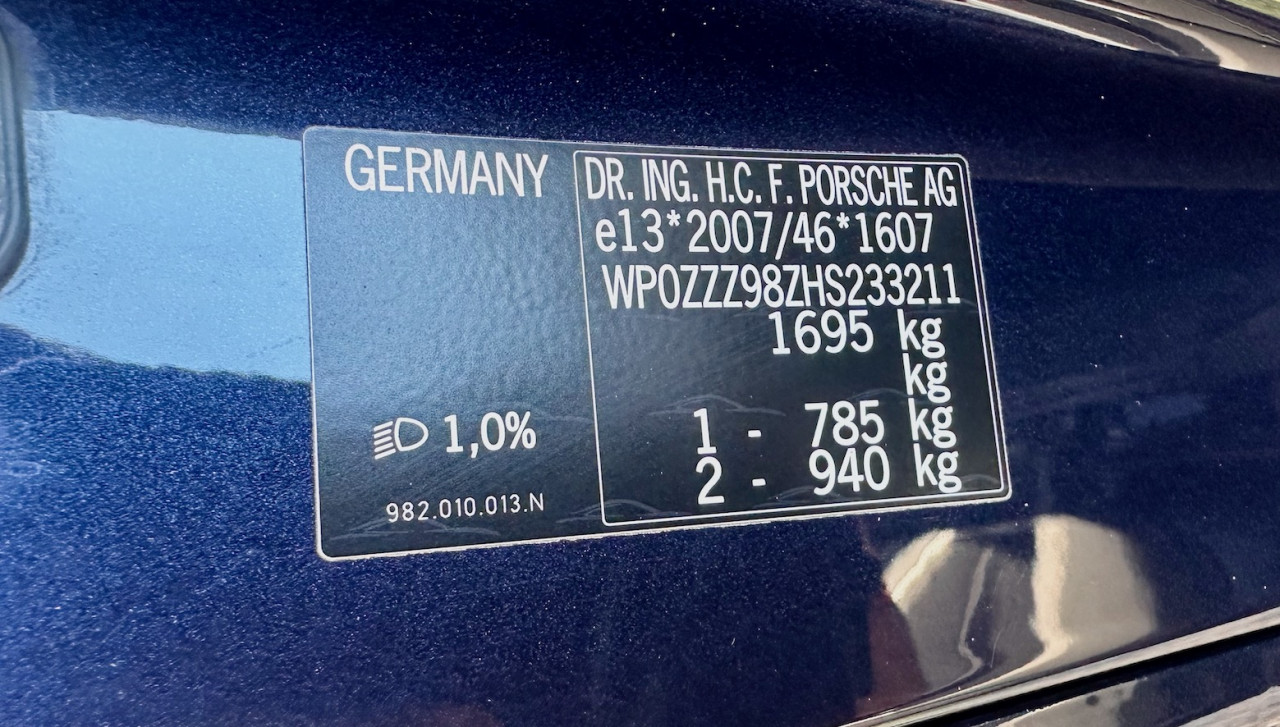 GERMANY
DR. ING. H.C. F. PORSCHE AG
e13*2007/46*1607
WP0ZZZ98ZHS233211
1695 kg
kg
1 - 785 kg
2 - 940 kg
1,0%
982.010.013.N